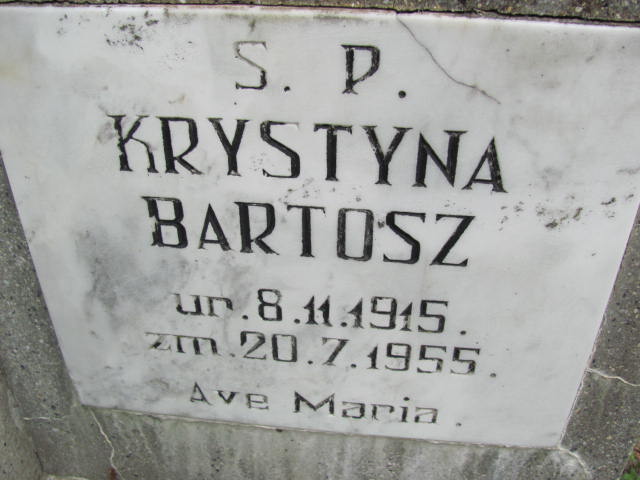 S. P.
KRYSTYNA
BARTOSZ
ur. 8.11.1915.
zm. 20.7.1955.
Ave Maria.